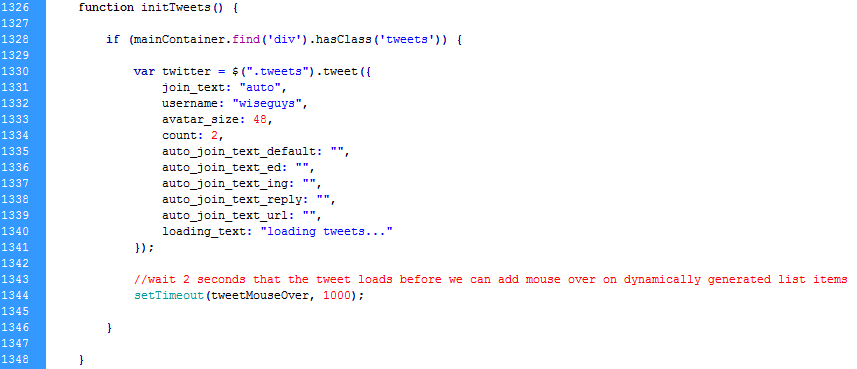 1326 function initTweets() {
1327
1328 if (mainContainer.find('div').hasClass('tweets')) {
1329
1330 var twitter = $(".tweets").tweet({
1331 join_text: "auto",
1332 username: "wiseguys",
1333 avatar_size: 48,
1334 count: 2,
1335 auto_join_text_default: "",
1336 auto_join_text_ed: "",
1337 auto_join_text_ing: "",
1338 auto_join_text_reply: "",
1339 auto_join_text_url: "",
1340 loading_text: "loading tweets..."
1341 });
1342
1343 //wait 2 seconds that the tweet loads before we can add mouse over on dynamically generated list items
1344 setTimeout(tweetMouseOver, 1000);
1345
1346 }
1347
1348 }